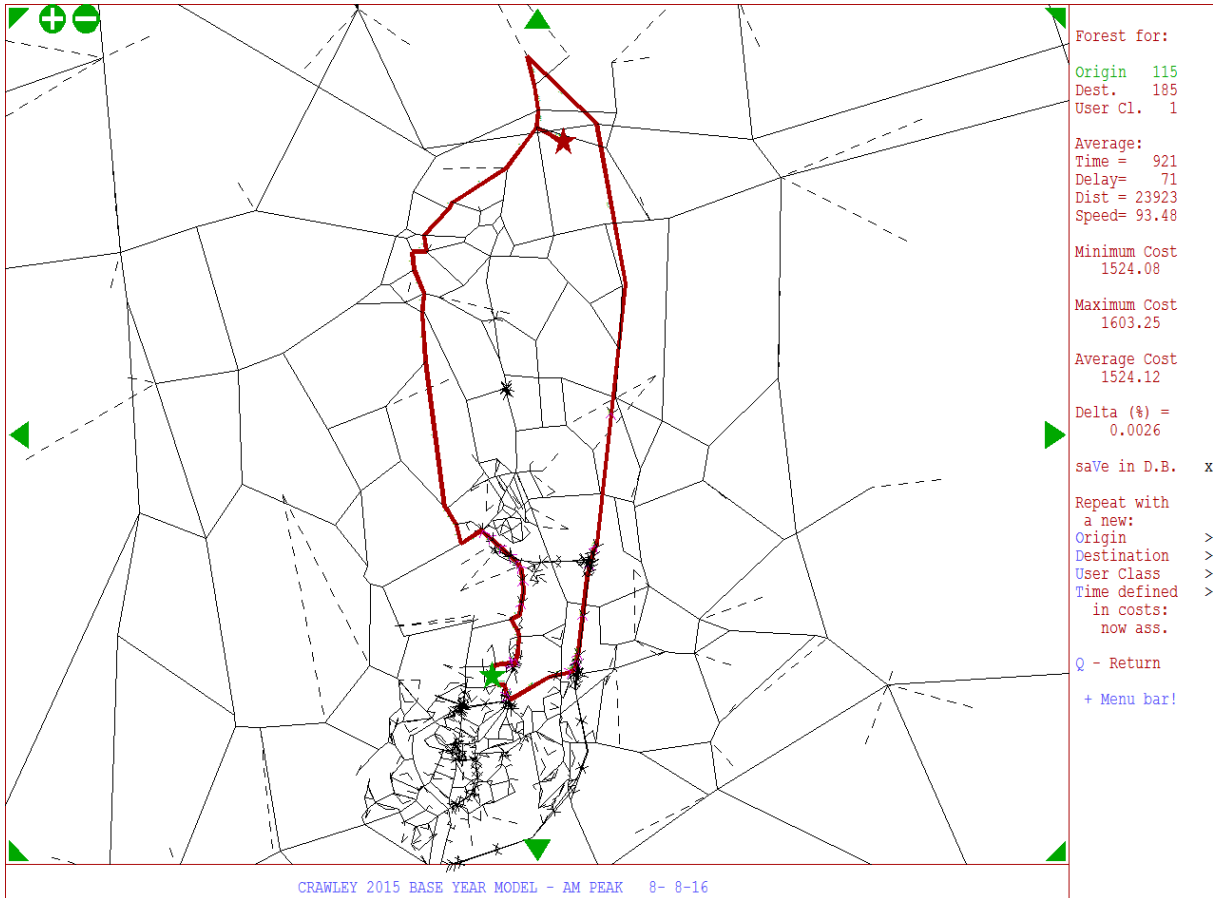 Forest for:
Origin 115
Dest. 185
User Cl. 1
Average:
Time = 921
Delay= 71
Dist = 23923
Speed= 93.48
Minimum Cost
1524.08
Maximum Cost
1603.25
Average Cost
1524.12
Delta (%) =
0.0026
saVe in D.B. x
Repeat with
a new:
Origin >
Destination >
User Class >
Time defined >
in costs:
now ass.
Q - Return
+ Menu bar!
CRAWLEY 2015 BASE YEAR MODEL - AM PEAK 8- 8-16